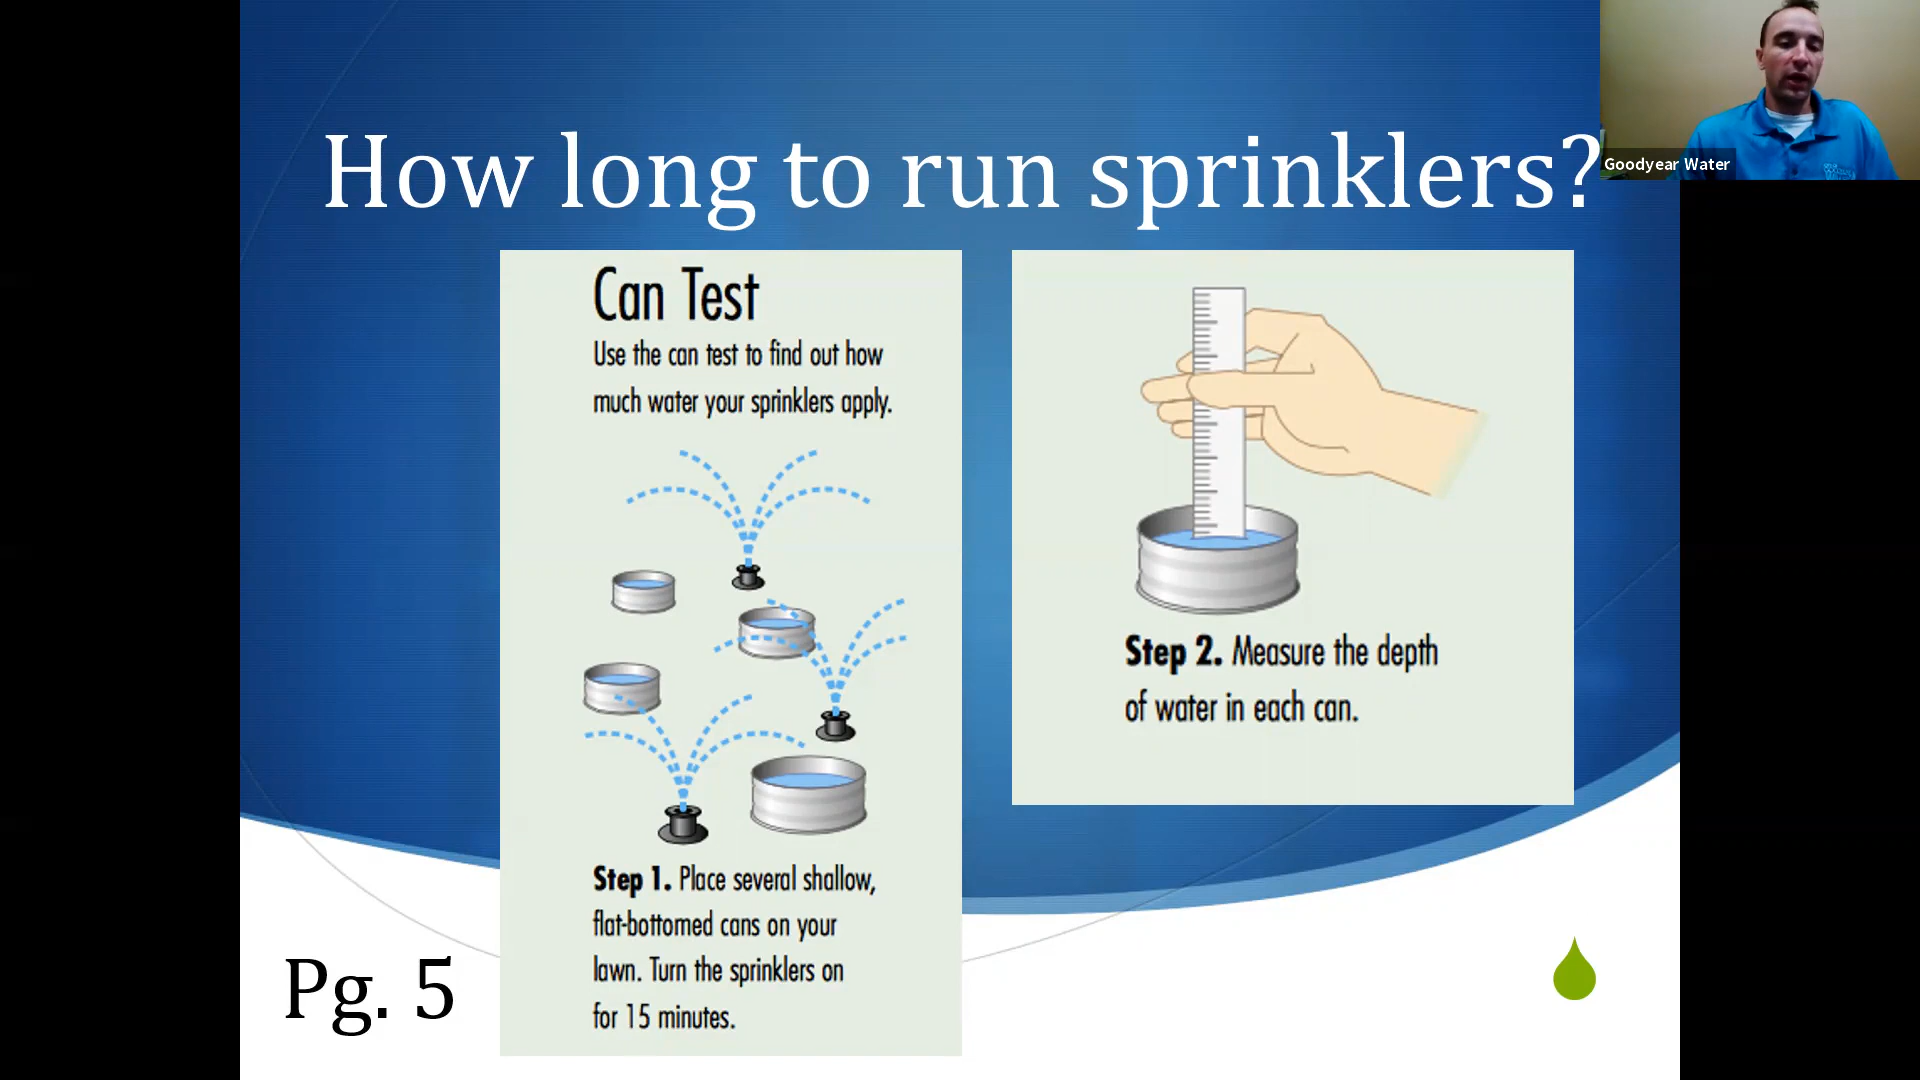 How long to run sprinklers?
Goodyear Water
Can Test
Use the can test to find out how
much water your sprinklers apply.
Step 1. Place several shallow,
flat-bottomed cans on your
lawn. Turn the sprinklers on
for 15 minutes.
Step 2. Measure the depth
of water in each can.
Pg. 5